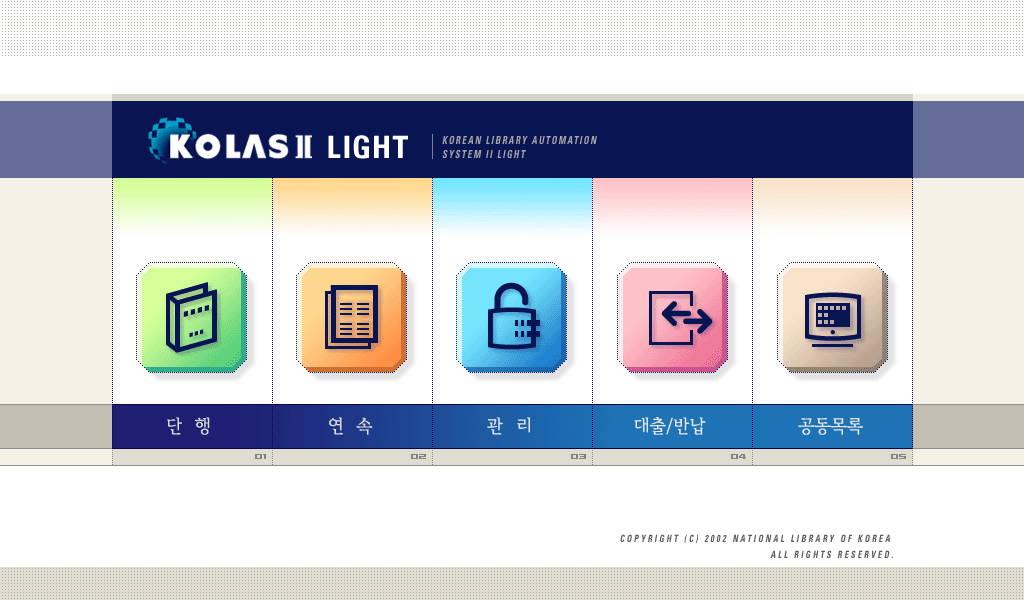 KOLAS II LIGHT
KOREAN LIBRARY AUTOMATION
SYSTEM II LIGHT
단 행
연 속
관 리
대출/반납
공동목록
01
02
03
04
05
COPYRIGHT (C) 2002 NATIONAL LIBRARY OF KOREA
ALL RIGHTS RESERVED.